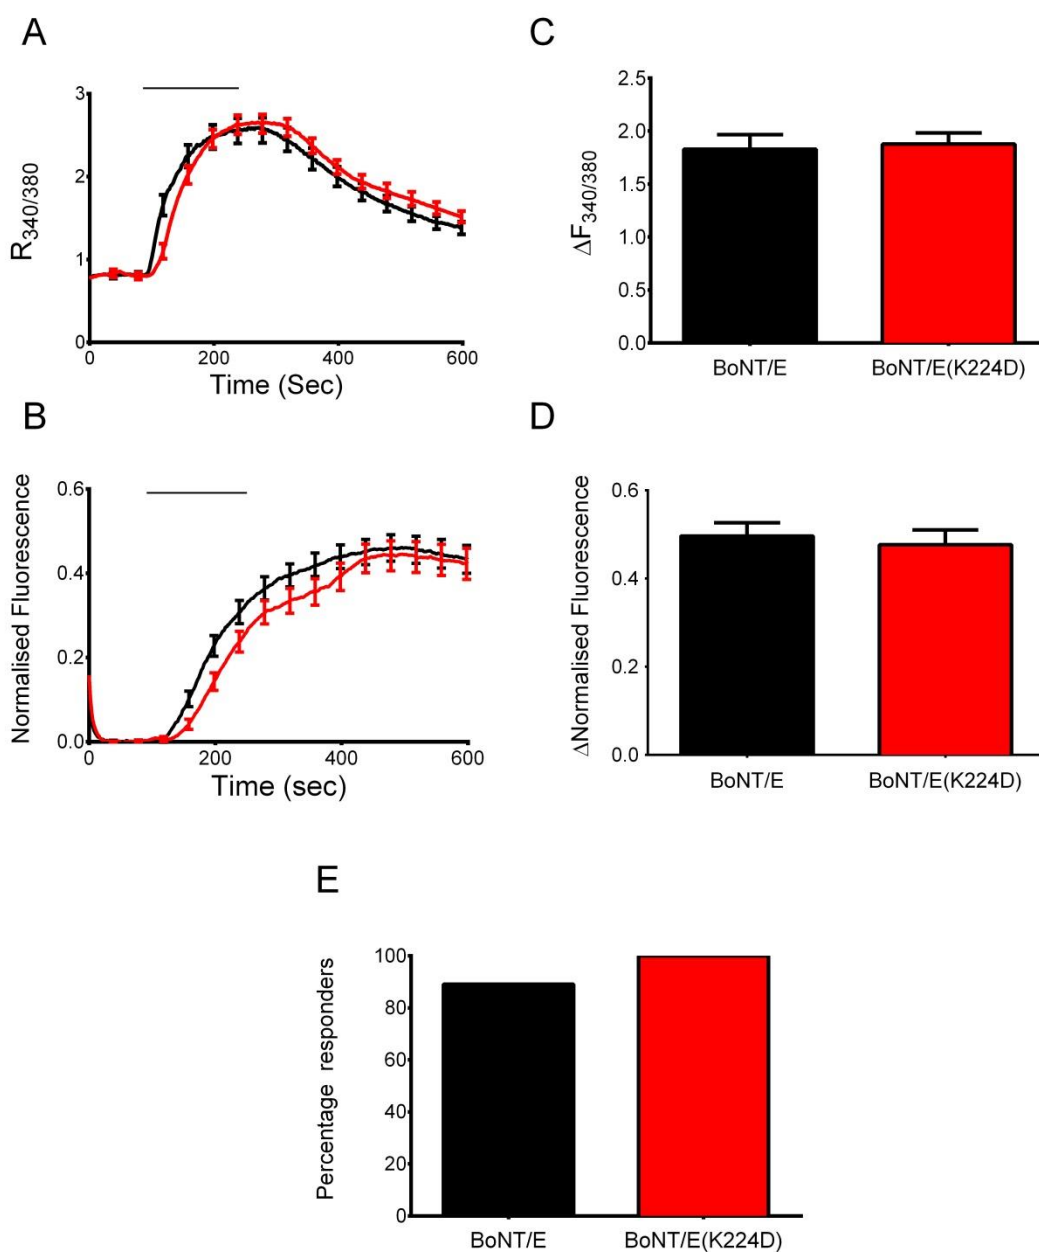 A
R340/380
3
2
1
0
0
200
400
600
Time (Sec)
C
ΔF340/380
2.5
2.0
1.5
1.0
0.5
0.0
BoNT/E
BoNT/E(K224D)
B
Normalised Fluorescence
0.6
0.4
0.2
0.0
0
200
400
600
Time (sec)
D
ΔNormalised Fluorescence
0.6
0.4
0.2
0.0
BoNT/E
BoNT/E(K224D)
E
Percentage responders
100
80
60
40
20
0
BoNT/E
BoNT/E(K224D)